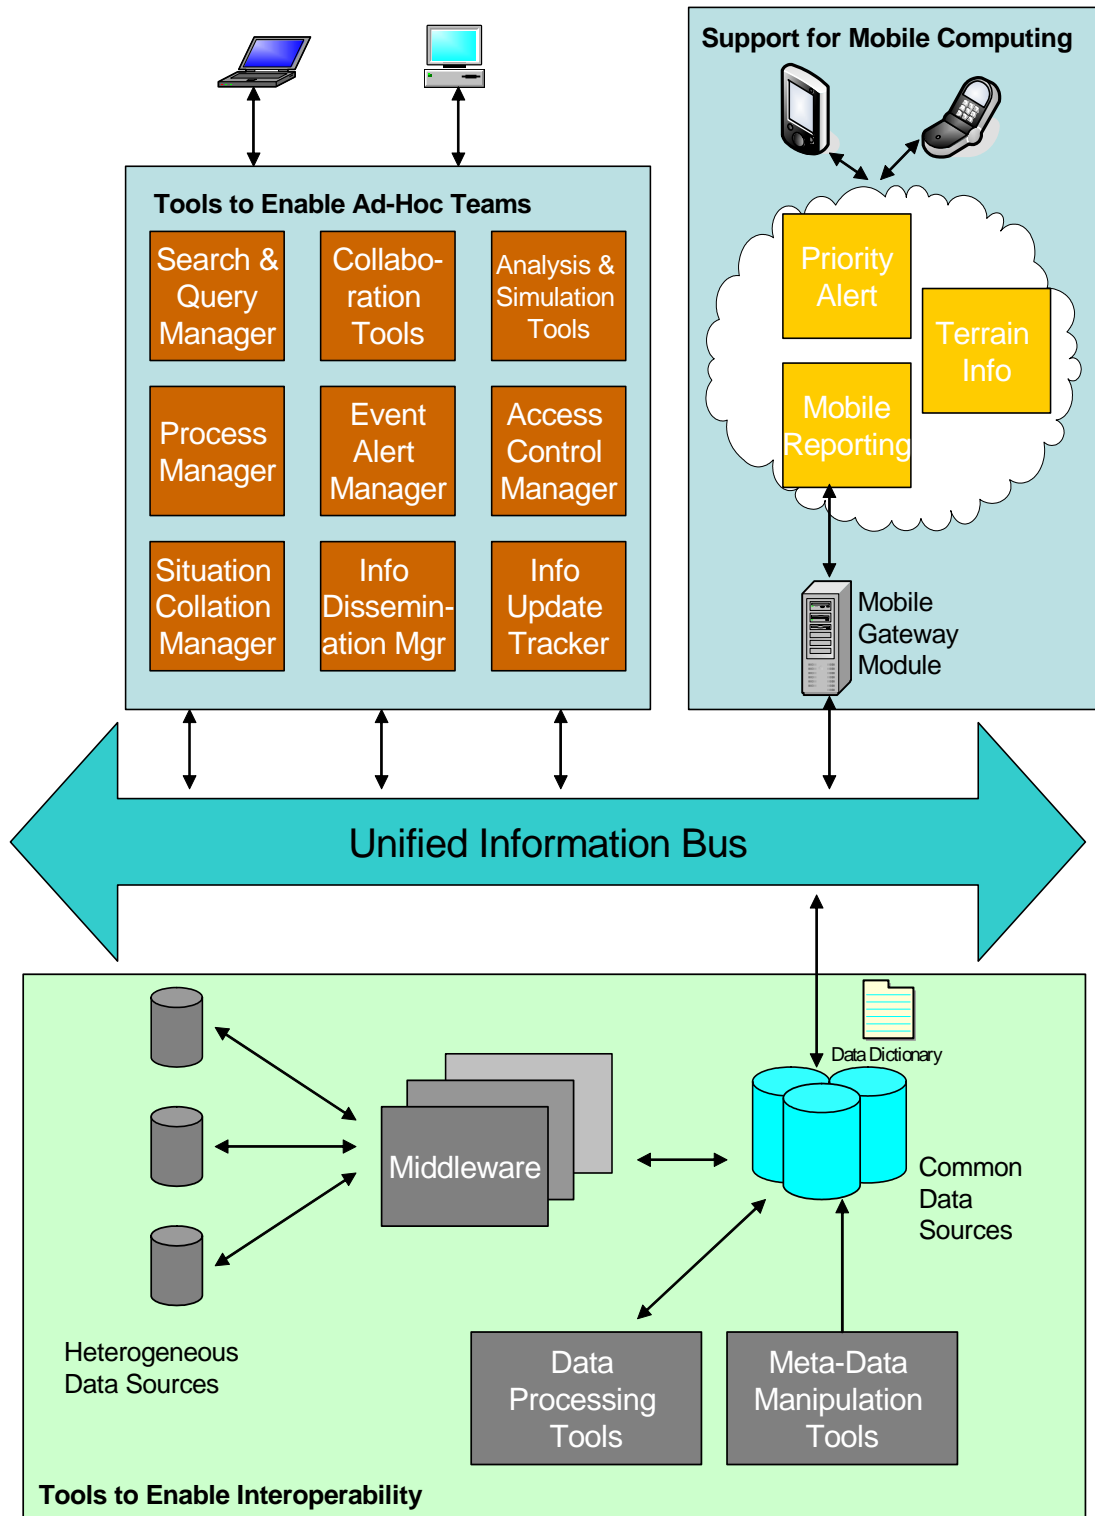 Support for Mobile Computing
Tools to Enable Ad-Hoc Teams
Search &
Query
Manager
Collabo-
ration
Tools
Analysis &
Simulation
Tools
Process
Manager
Event
Alert
Manager
Access
Control
Manager
Situation
Collation
Manager
Info
Dissemin-
ation Mgr
Info
Update
Tracker
Priority
Alert
Terrain
Info
Mobile
Reporting
Mobile
Gateway
Module
Unified Information Bus
Data Dictionary
Middleware
Common
Data
Sources
Heterogeneous
Data Sources
Data
Processing
Tools
Meta-Data
Manipulation
Tools
Tools to Enable Interoperability